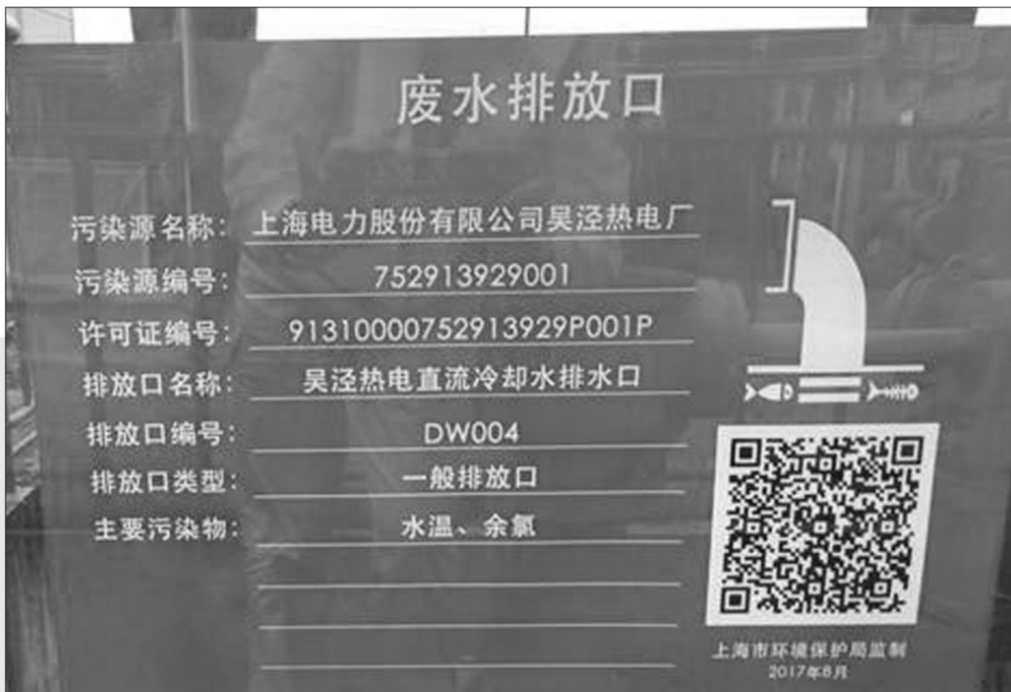 废水排放口
污染源名称：上海电力股份有限公司吴泾热电厂
污染源编号：752913929001
许可证编号：91310000752913929P001P
排放口名称：吴泾热电直流冷却水排水口
排放口编号：DW004
排放口类型：一般排放口
主要污染物：水温、余氯
上海市环境保护局监制
2017年8月